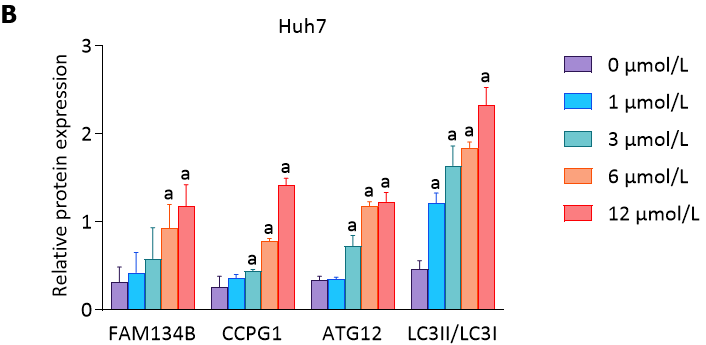 B
Huh7
Relative protein expression
3
2
1
0
a a
a a a
a a a
a a a a
FAM134B CCPG1 ATG12 LC3II/LC3I
0 μmol/L
1 μmol/L
3 μmol/L
6 μmol/L
12 μmol/L